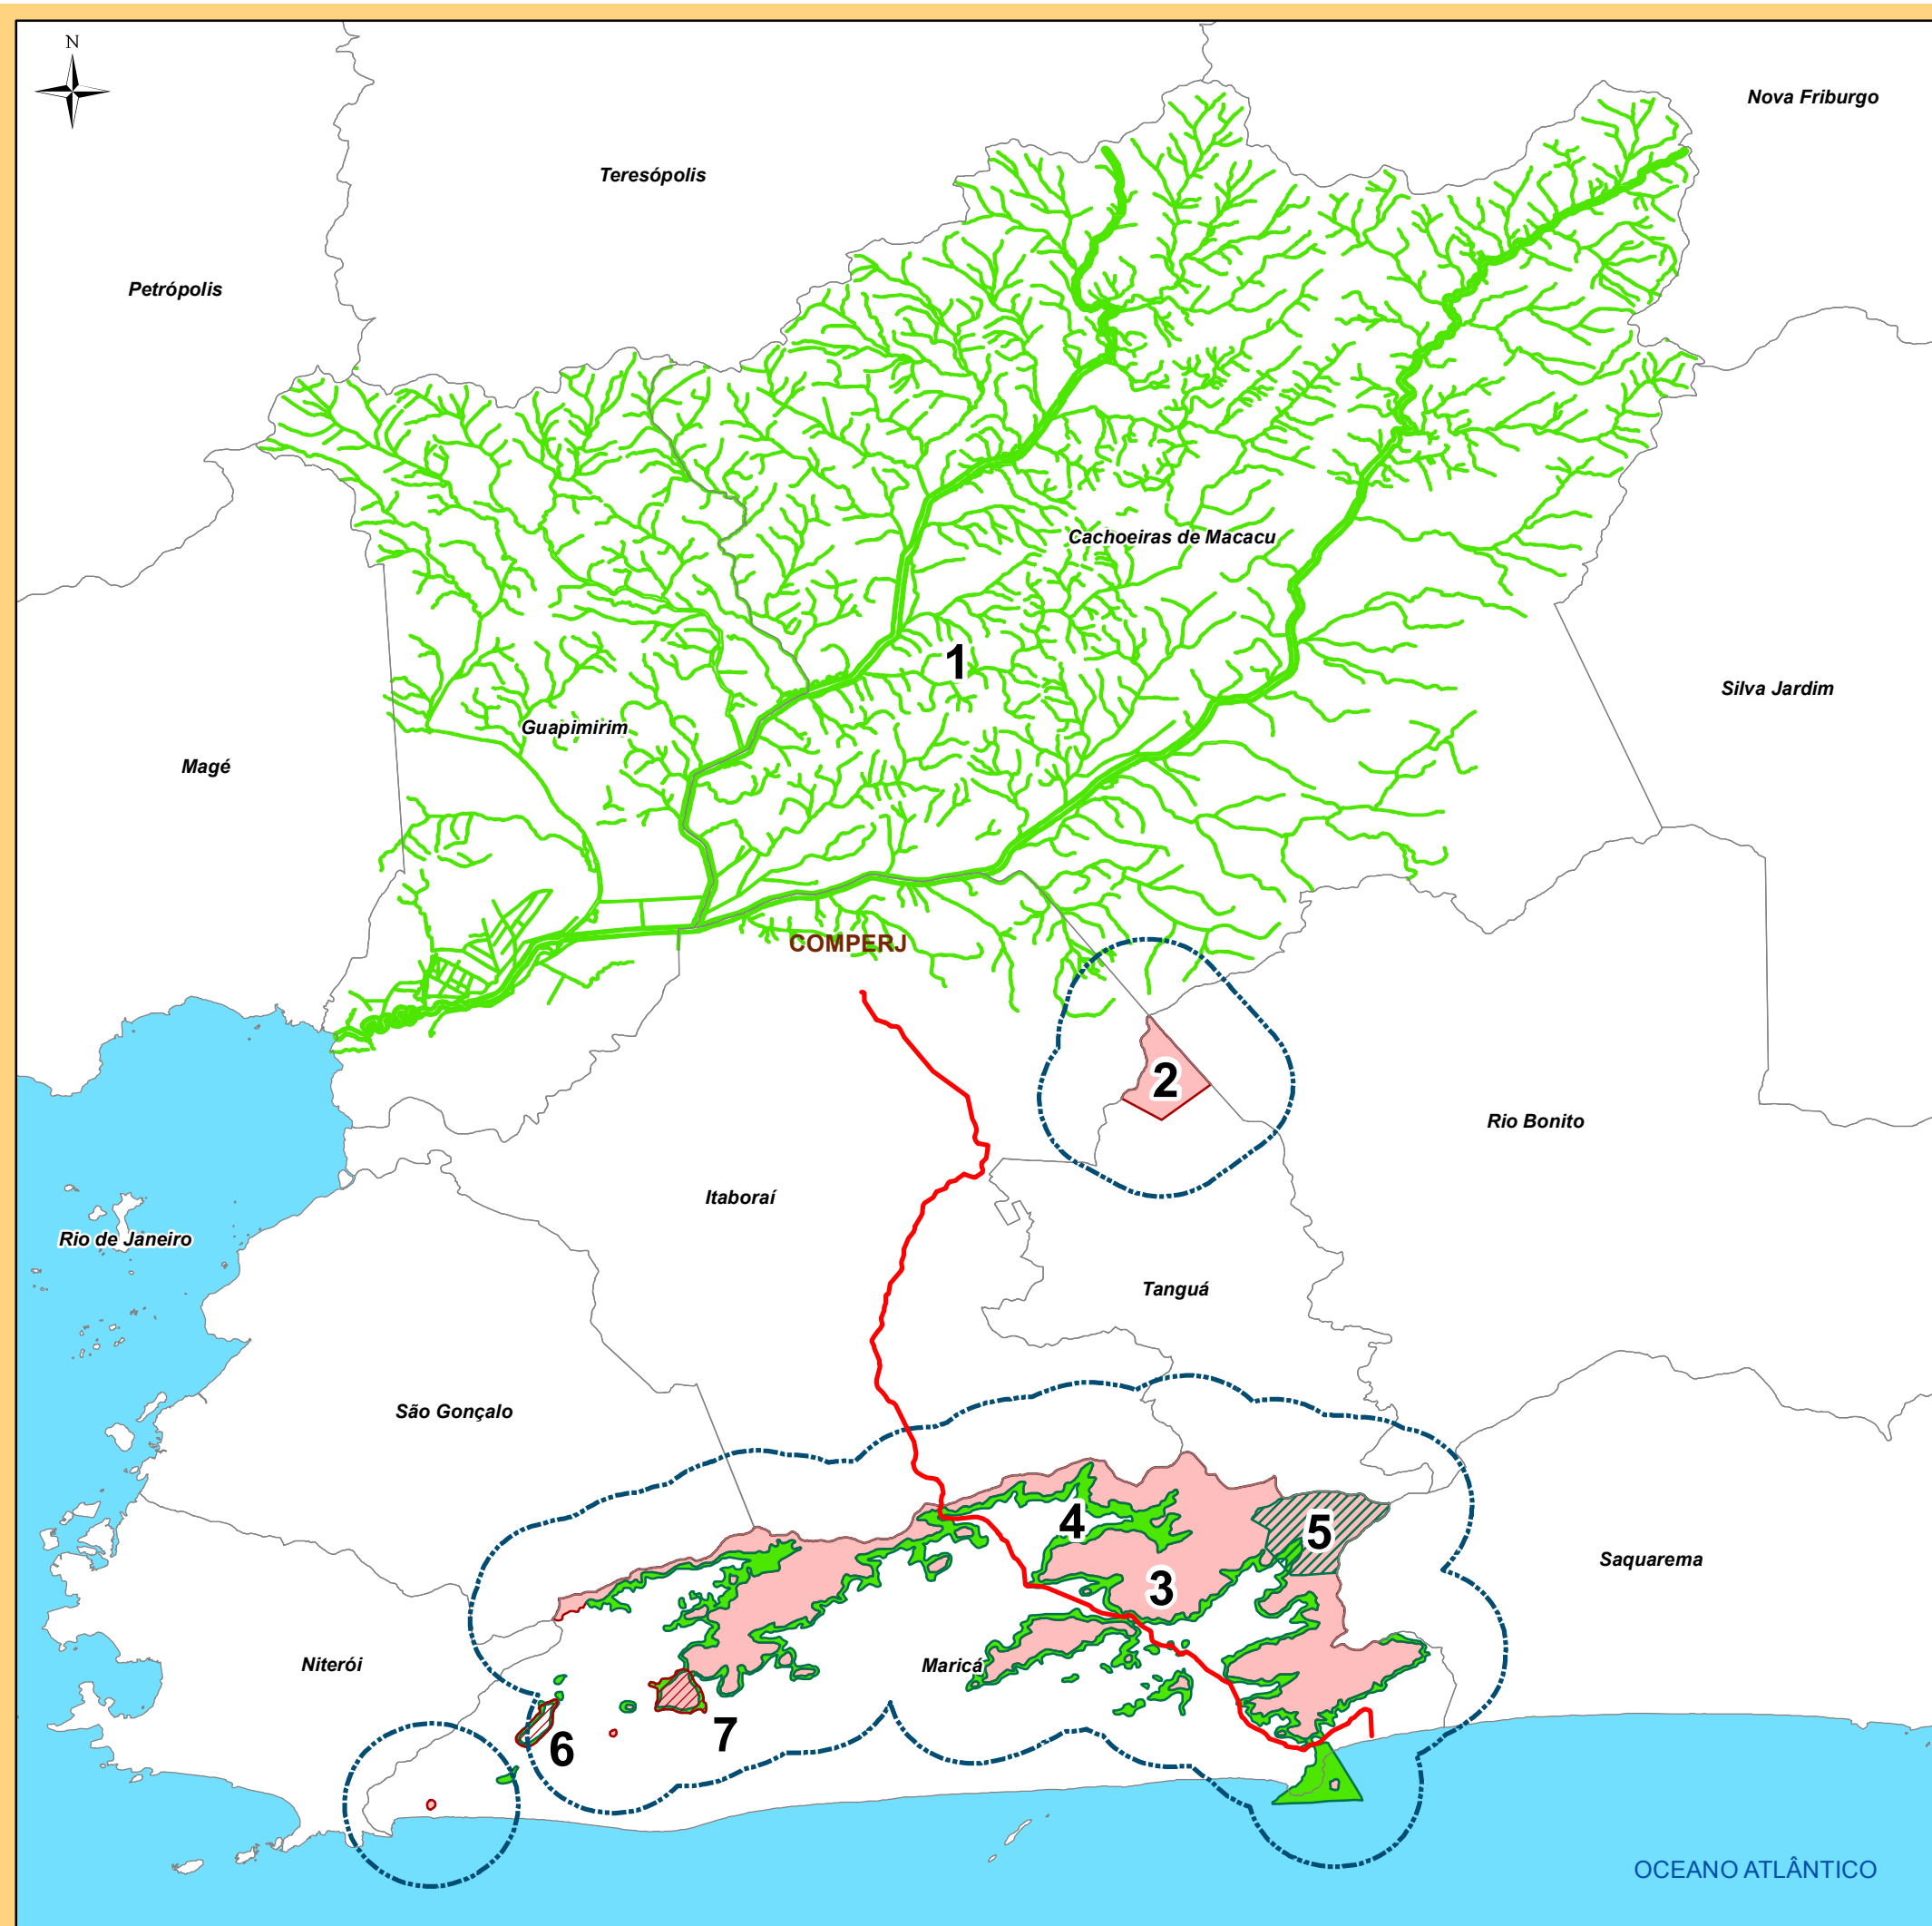 N
Nova Friburgo
Teresópolis
Petrópolis
Cachoeiras de Macacu
1
Silva Jardim
Guapimirim
Magé
COMPERJ
2
Rio Bonito
Itaboraí
Rio de Janeiro
Tanguá
São Gonçalo
4
5
Saquarema
3
Niterói
Maricá
7
6
OCEANO ATLÂNTICO